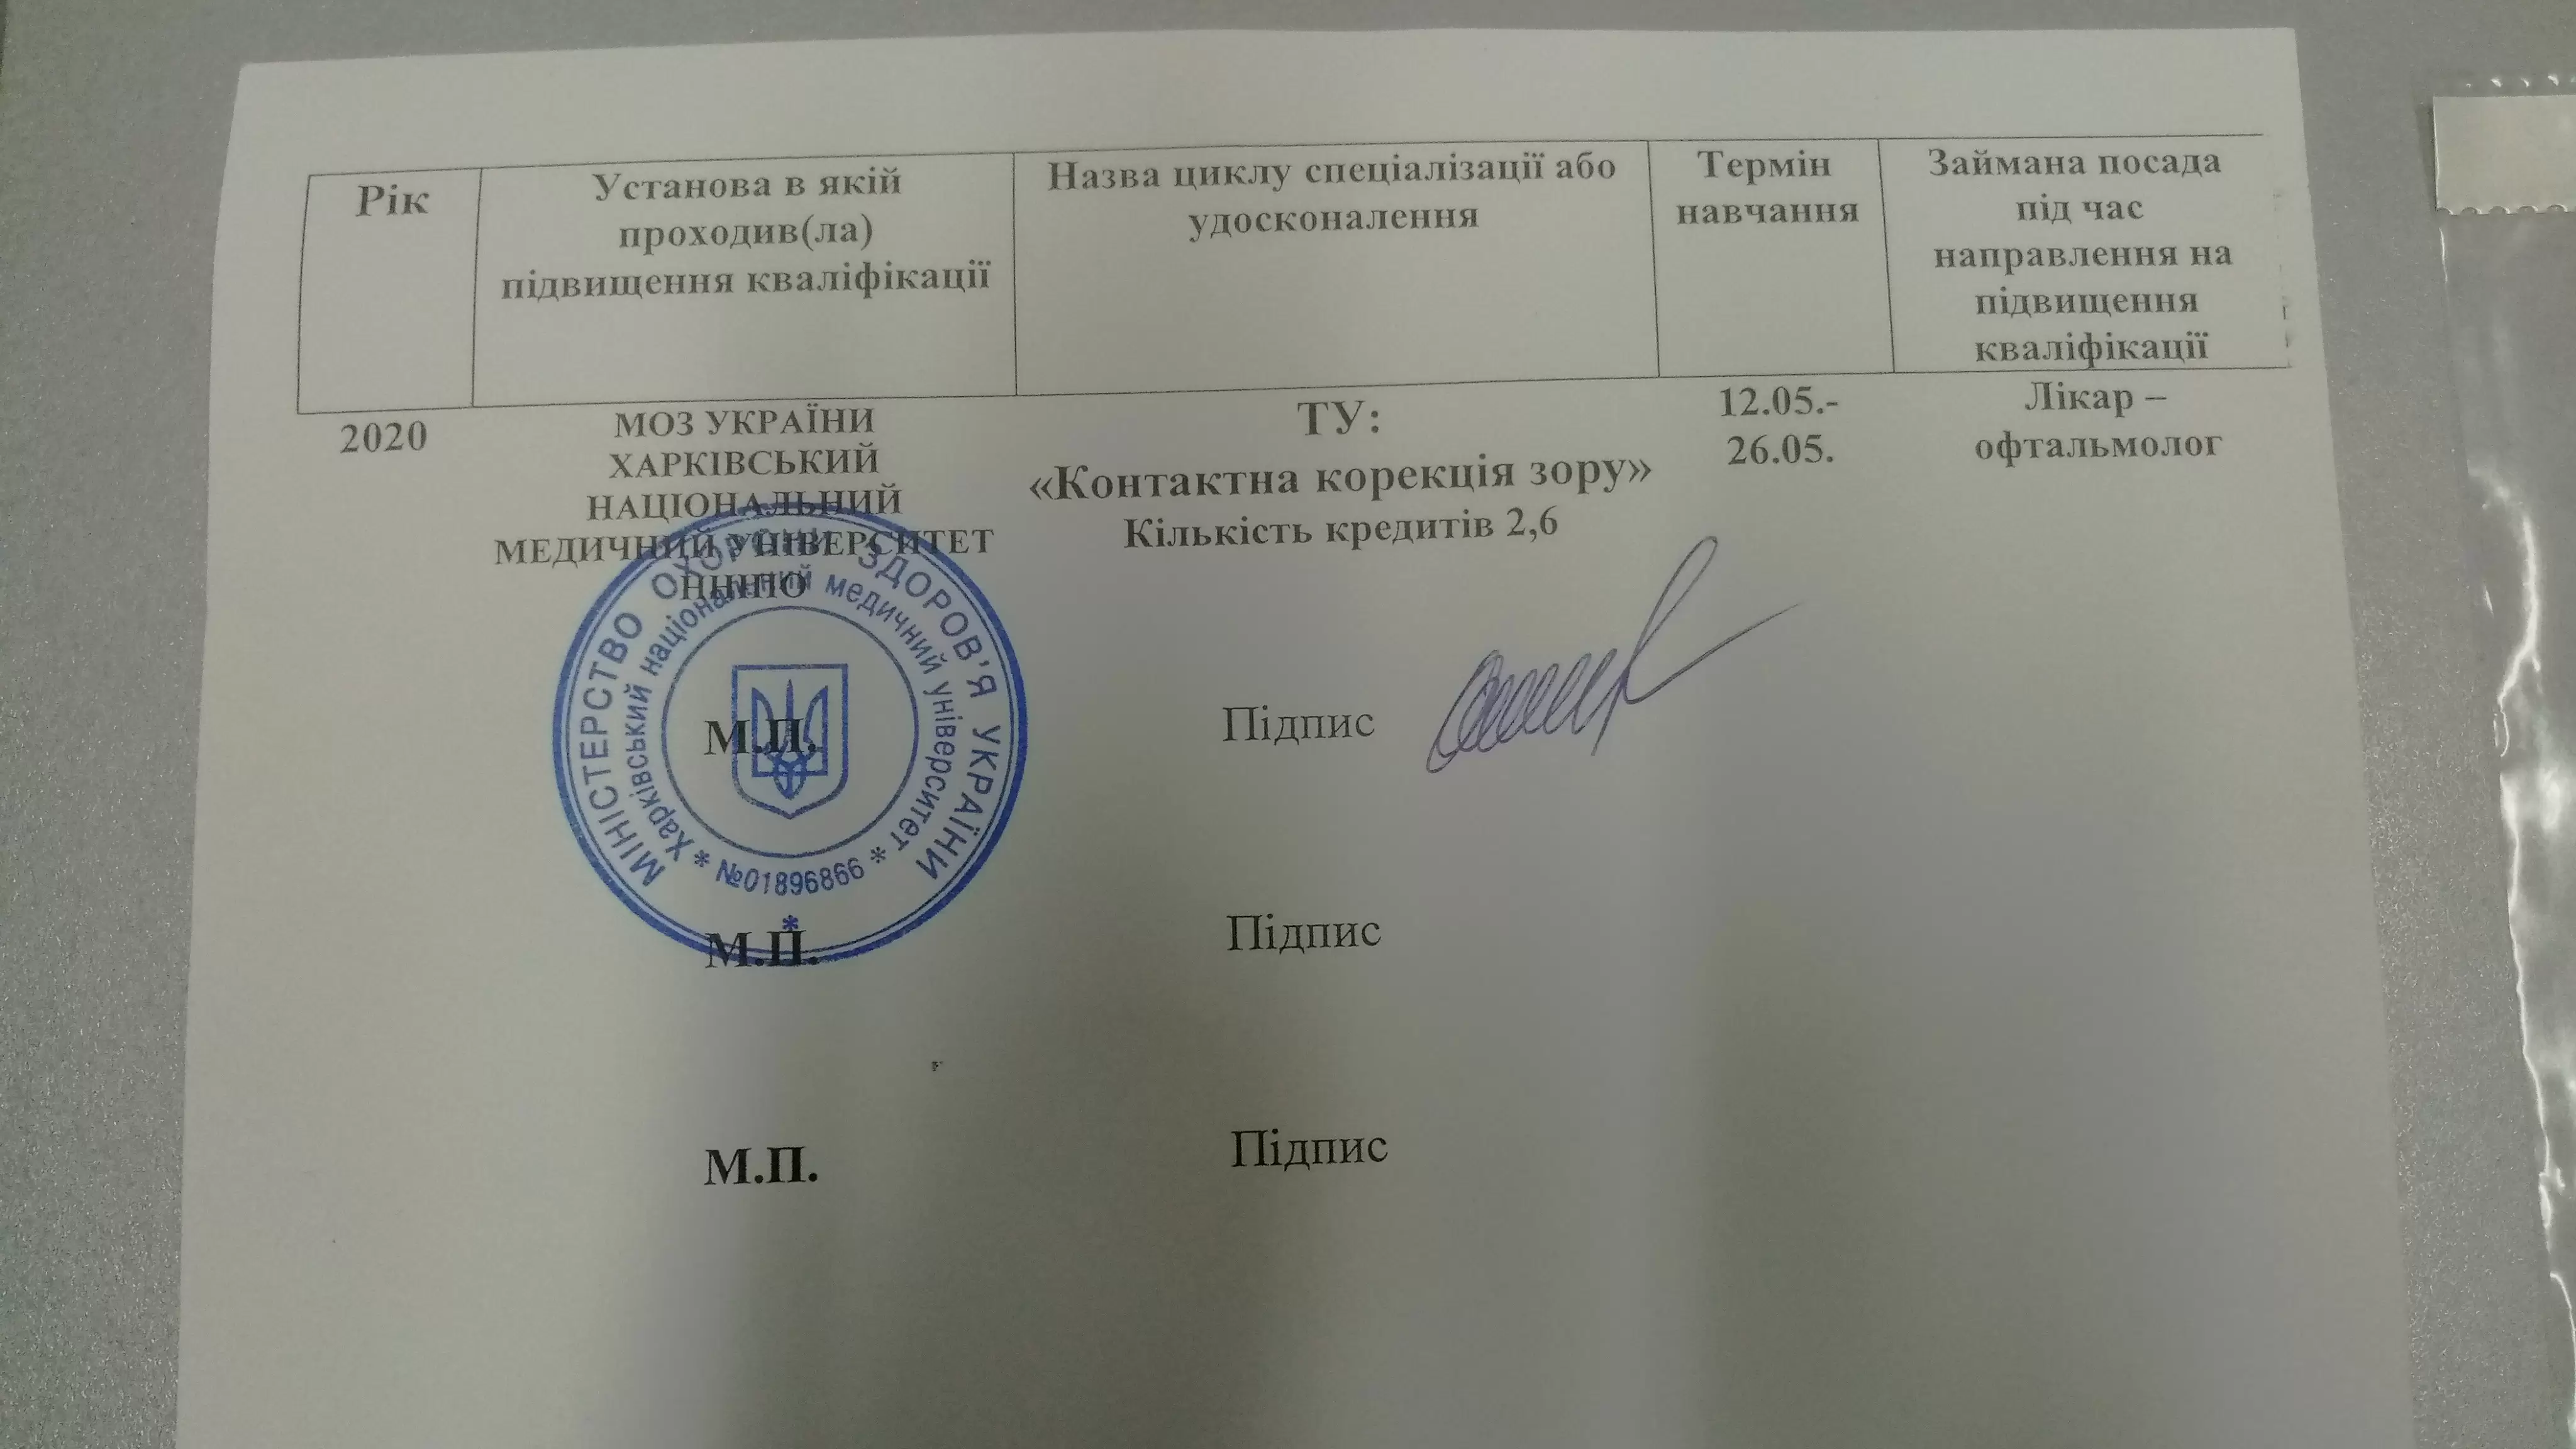 Рік
Установа в якій
проходив(ла)
підвищення кваліфікації
Назва циклу спеціалізації або
удосконалення
Термін
навчання
Займана посада
під час
направлення на
підвищення
кваліфікації
2020
МОЗ УКРАЇНИ
ХАРКІВСЬКИЙ
НАЦІОНАЛЬНИЙ
МЕДИЧНИЙ УНІВЕРСИТЕТ
ННІПО
ТУ:
«Контактна корекція зору»
Кількість кредитів 2,6
12.05.-
26.05.
Лікар –
офтальмолог
МІНІСТЕРСТВО ОХОРОНИ ЗДОРОВ'Я УКРАЇНИ
* Харківський національний медичний університет *
№01896866
*
М.П.
Підпис
М.П.
Підпис
М.П.
Підпис